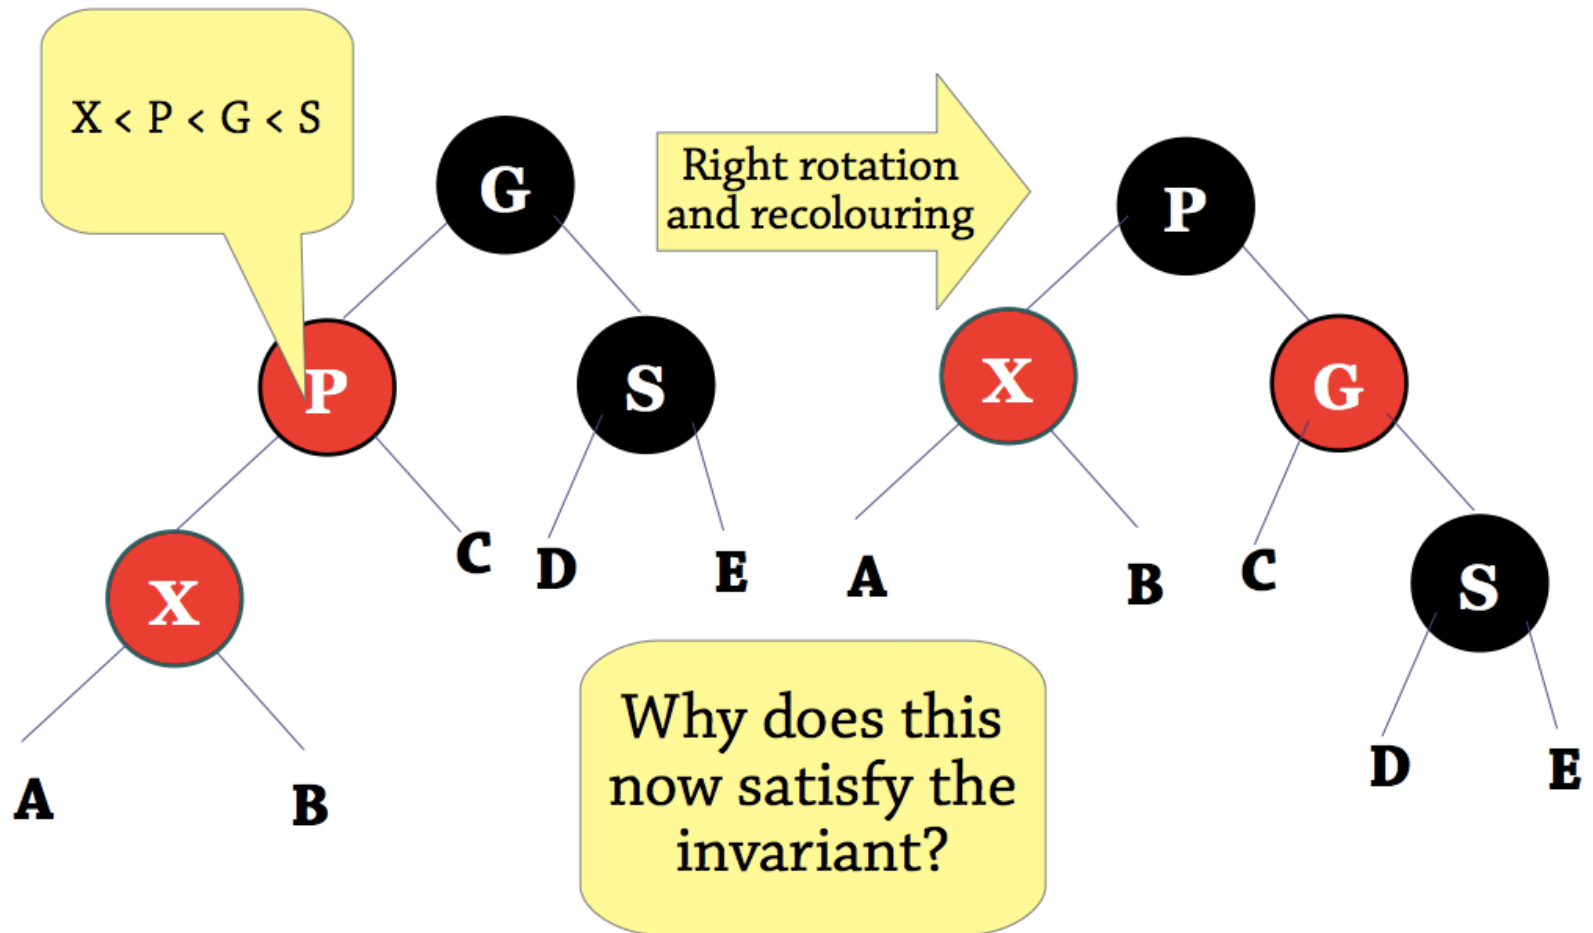 X < P < G < S
G
P
S
X
C
D
E
A
B
Right rotation
and recolouring
P
X
G
A
B
C
S
D
E
Why does this
now satisfy the
invariant?